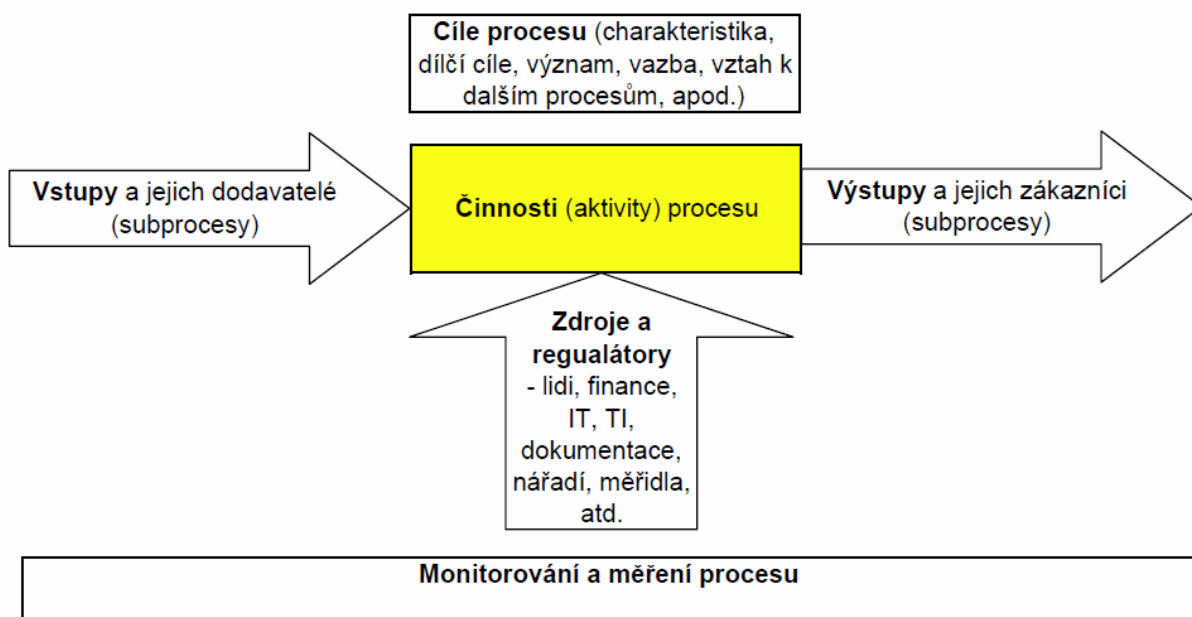 Cíle procesu (charakteristika,
dílčí cíle, význam, vazba, vztah k
dalším procesům, apod.)
Vstupy a jejich dodavatelé
(subprocesy)
Činnosti (aktivity) procesu
Výstupy a jejich zákazníci
(subprocesy)
Zdroje a
regualátory
- lidi, finance,
IT, TI,
dokumentace,
nářadí, měřidla,
atd.
Monitorování a měření procesu